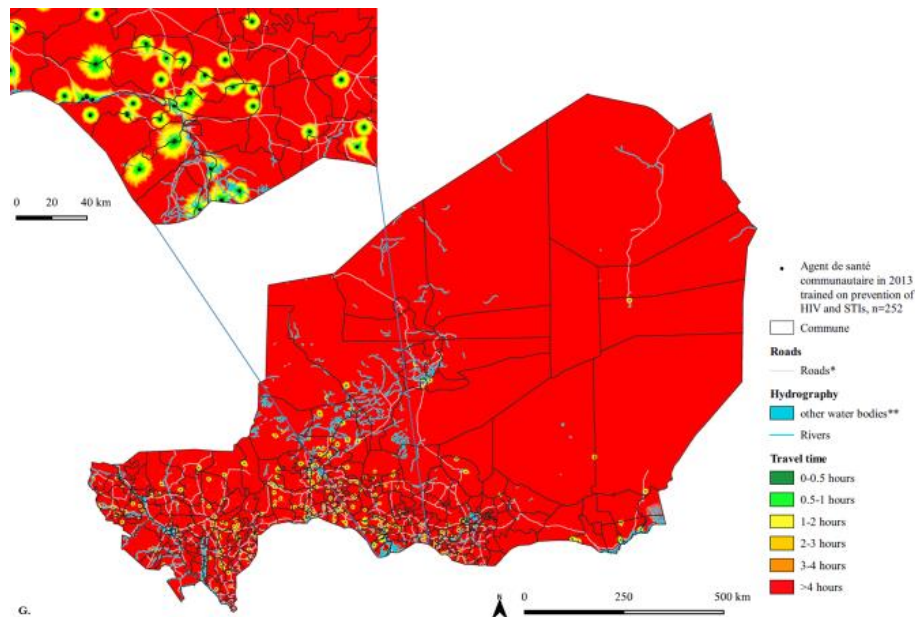 0 20 40 km
Agent de santé
communautaire in 2013
trained on prevention of
HIV and STIs, n=252
Commune
Roads
Roads*
Hydrography
other water bodies**
Rivers
Travel time
0-0.5 hours
0.5-1 hours
1-2 hours
2-3 hours
3-4 hours
>4 hours
G.
N
0 250 500 km